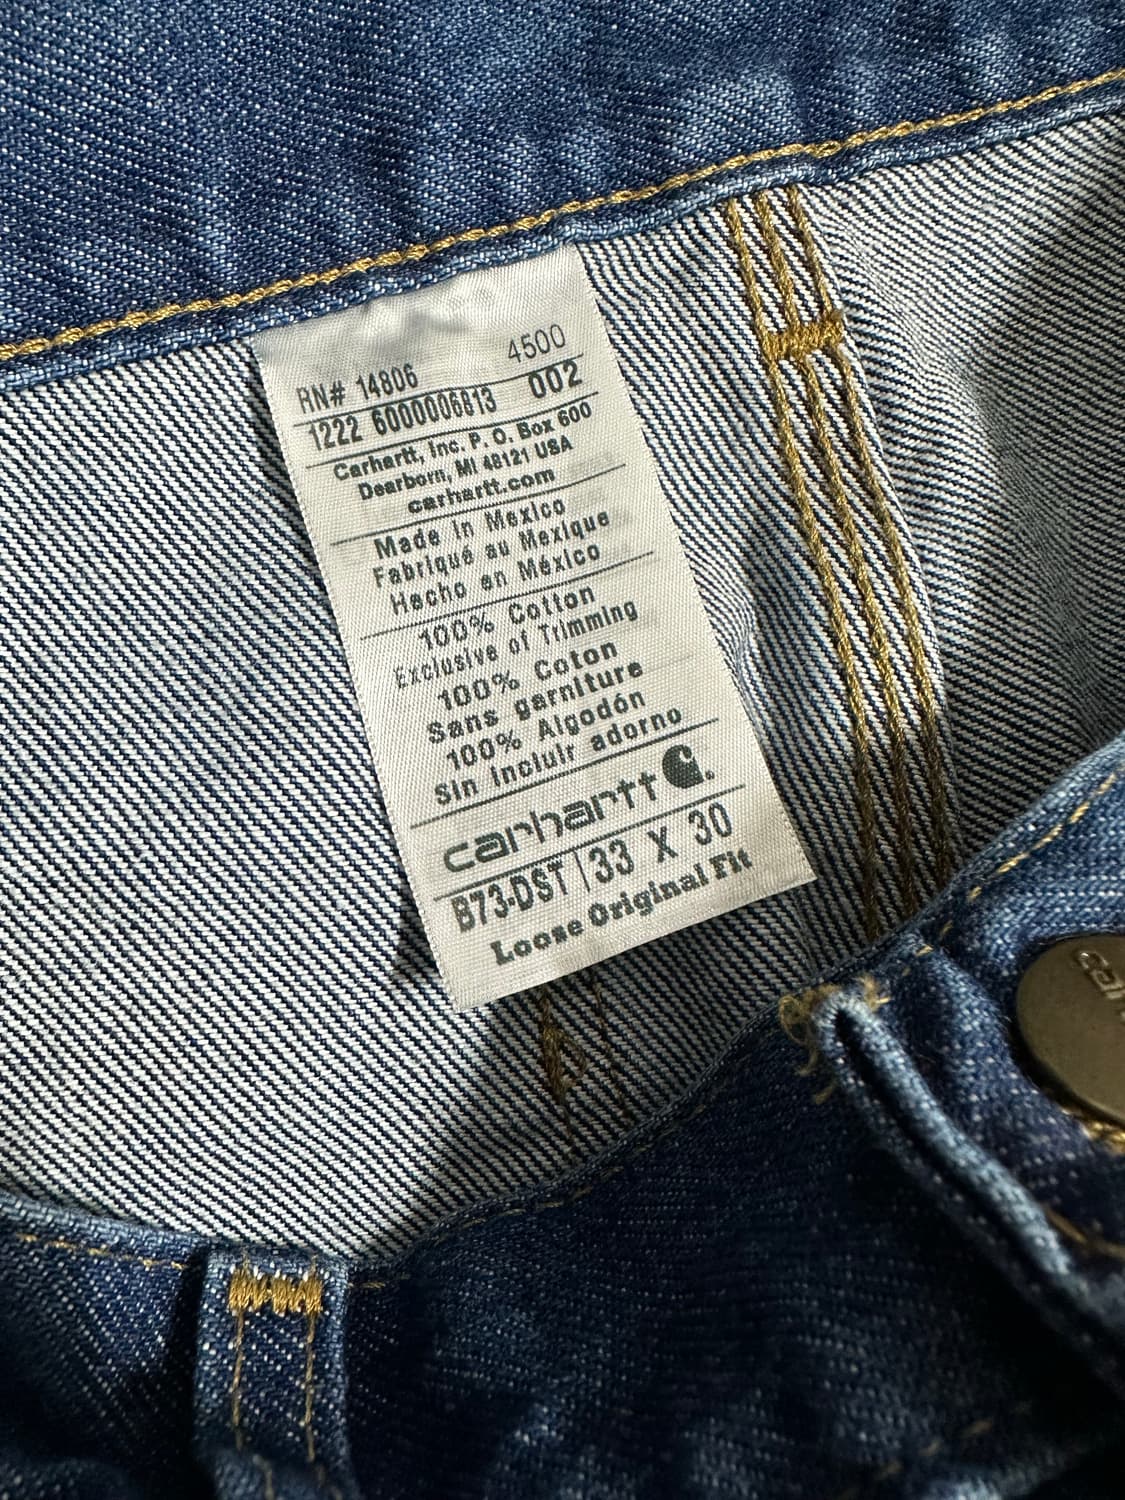 RN# 14806 4500
1222 6000006813 002
Carhartt, Inc. P. O. Box 600
Dearborn, MI 48121 USA
carhartt.com
Made in Mexico
Fabriqué au Mexique
Hecho en México
100% Cotton
Exclusive of Trimming
100% Coton
Sans garniture
100% Algodón
Sin incluir adorno
carhartt
B73-DST | 33 X 30
Loose Original Fit